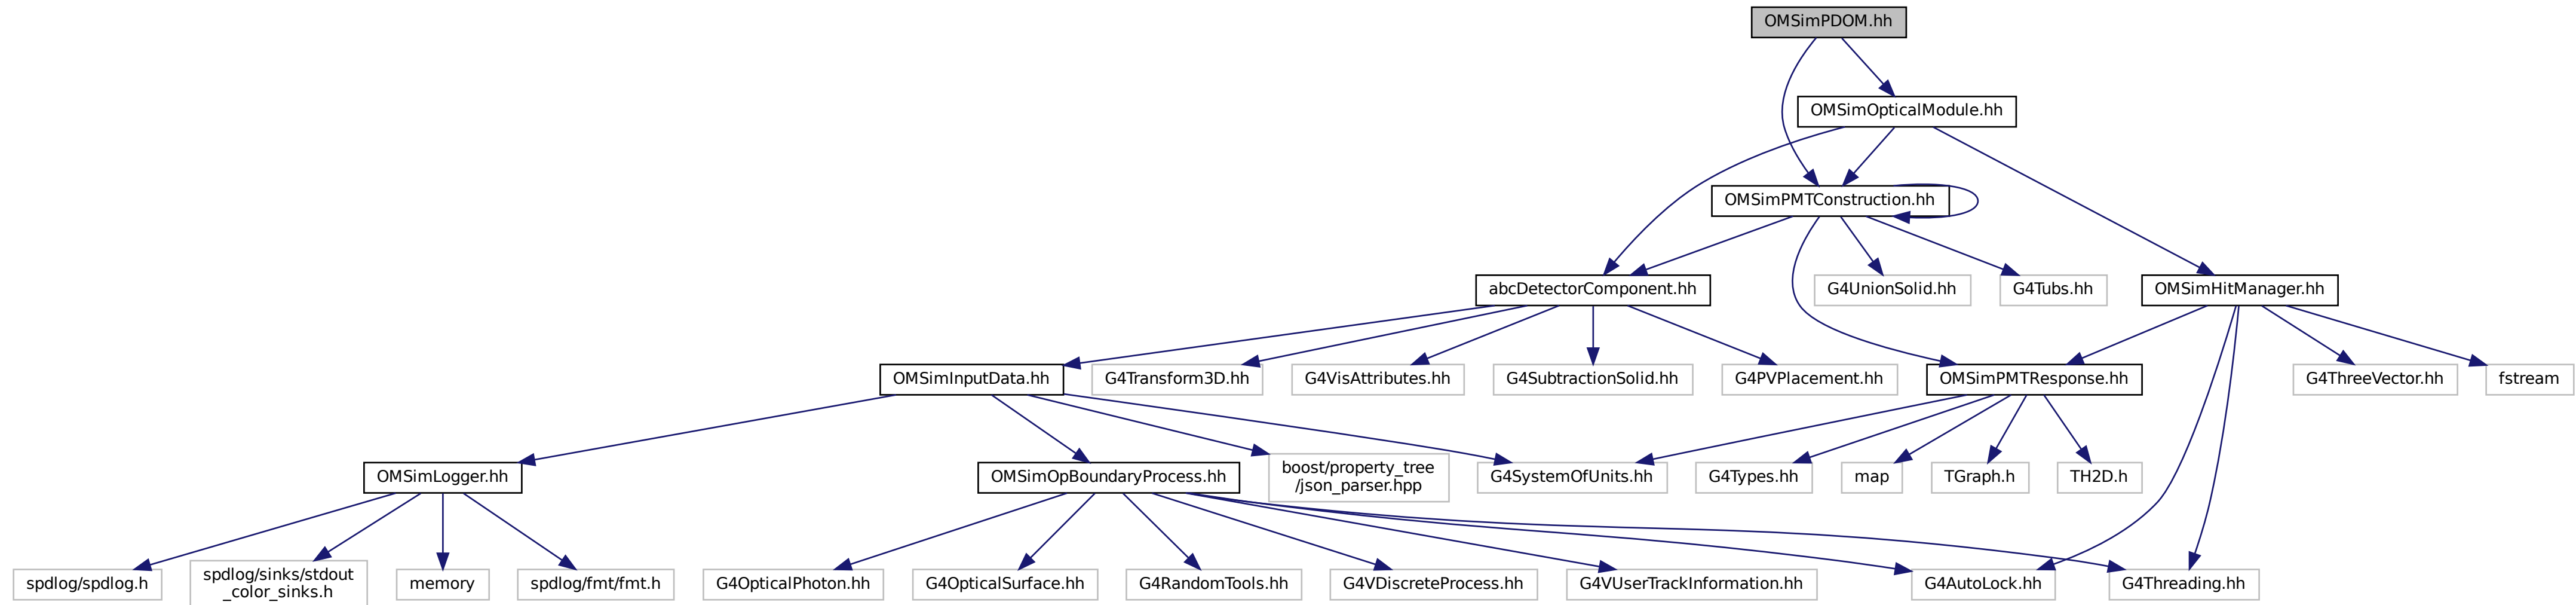 OMSimPDOM.hh
OMSimOpticalModule.hh
OMSimPMTConstruction.hh
abcDetectorComponent.hh
G4UnionSolid.hh
G4Tubs.hh
OMSimHitManager.hh
OMSimInputData.hh
G4Transform3D.hh
G4VisAttributes.hh
G4SubtractionSolid.hh
G4PVPlacement.hh
OMSimPMTResponse.hh
G4ThreeVector.hh
fstream
OMSimLogger.hh
OMSimOpBoundaryProcess.hh
boost/property_tree
/json_parser.hpp
G4SystemOfUnits.hh
G4Types.hh
map
TGraph.h
TH2D.h
spdlog/spdlog.h
spdlog/sinks/stdout
_color_sinks.h
memory
spdlog/fmt/fmt.h
G4OpticalPhoton.hh
G4OpticalSurface.hh
G4RandomTools.hh
G4VDiscreteProcess.hh
G4VUserTrackInformation.hh
G4AutoLock.hh
G4Threading.hh